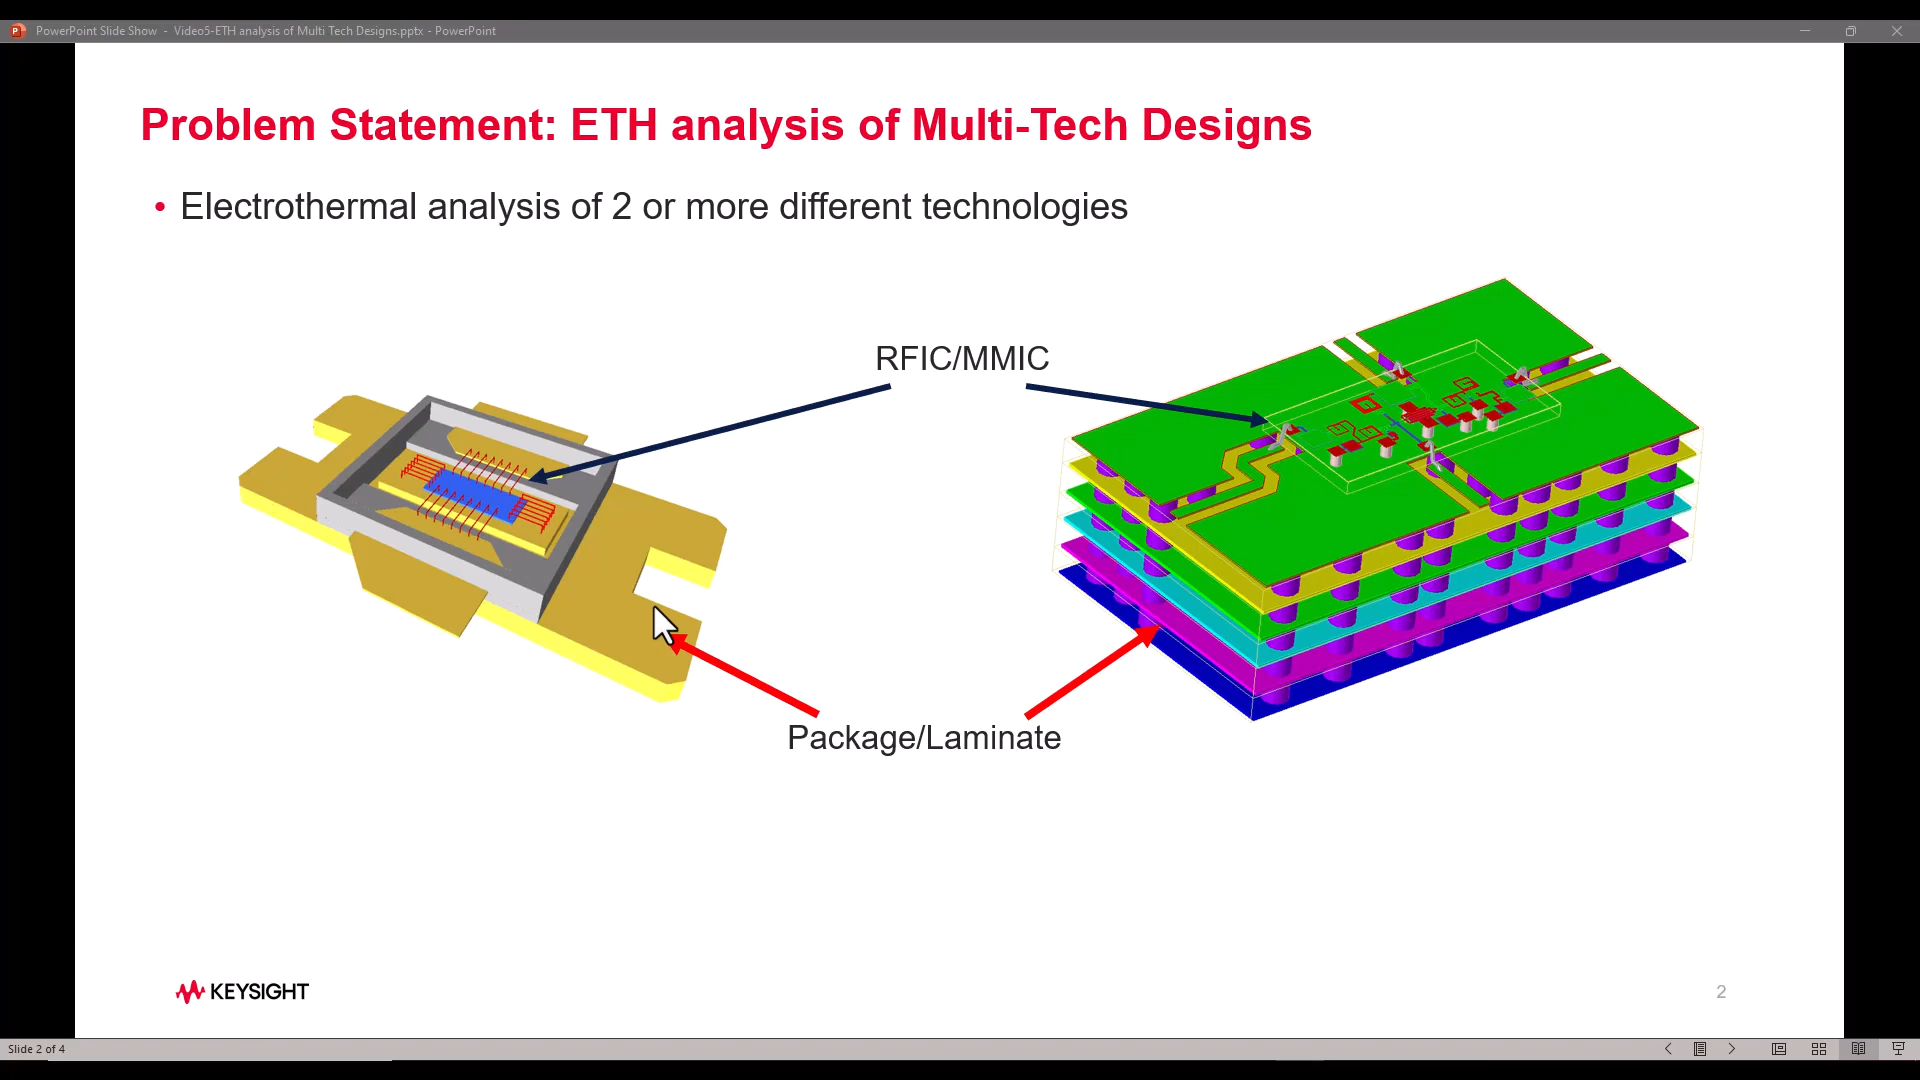 PowerPoint Slide Show - Video5-ETH analysis of Multi Tech Designs.pptx - PowerPoint
Problem Statement: ETH analysis of Multi-Tech Designs
• Electrothermal analysis of 2 or more different technologies
RFIC/MMIC
Package/Laminate
KEYSIGHT
2
Slide 2 of 4